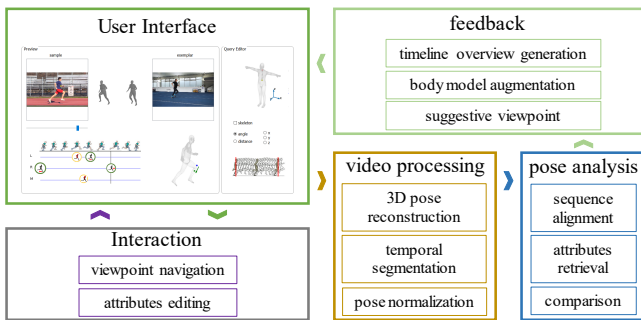 User Interface
Preview
sample
exemplar
Query Editor
skeleton
angle
distance
feedback
timeline overview generation
body model augmentation
suggestive viewpoint
Interaction
viewpoint navigation
attributes editing
video processing
3D pose
reconstruction
temporal
segmentation
pose normalization
pose analysis
sequence
alignment
attributes
retrieval
comparison